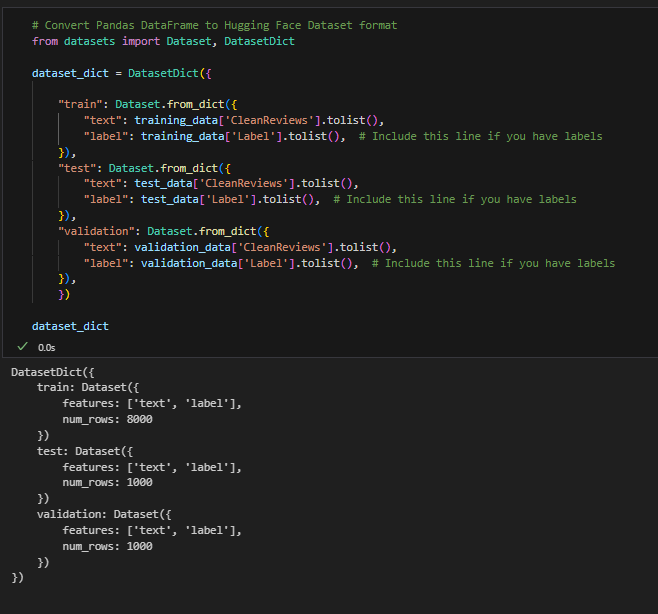 # Convert Pandas DataFrame to Hugging Face Dataset format
from datasets import Dataset, DatasetDict
dataset_dict = DatasetDict({
    "train": Dataset.from_dict({
        "text": training_data['CleanReviews'].tolist(),
        "label": training_data['Label'].tolist(),  # Include this line if you have labels
    }),
    "test": Dataset.from_dict({
        "text": test_data['CleanReviews'].tolist(),
        "label": test_data['Label'].tolist(),  # Include this line if you have labels
    }),
    "validation": Dataset.from_dict({
        "text": validation_data['CleanReviews'].tolist(),
        "label": validation_data['Label'].tolist(),  # Include this line if you have labels
    }),
    })
dataset_dict
✓ 0.0s
DatasetDict({
    train: Dataset({
        features: ['text', 'label'],
        num_rows: 8000
    })
    test: Dataset({
        features: ['text', 'label'],
        num_rows: 1000
    })
    validation: Dataset({
        features: ['text', 'label'],
        num_rows: 1000
    })
})